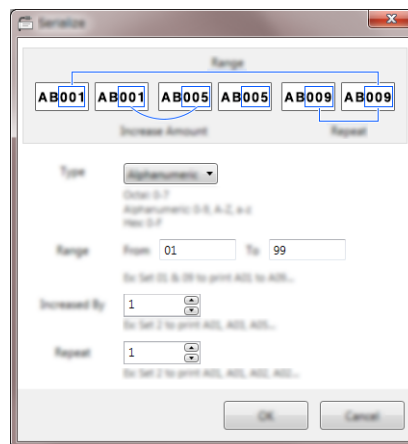 Serialize
Range
AB001 AB001 AB005 AB005 AB009 AB009
Increase Amount Repeat
Type Alphanumeric
Octal: 0-7
Alphanumeric: 0-9, A-Z, a-z
Hex: 0-F
Range From 01 To 99
Ex: Set 01 & 09 to print A01 to A09...
Increased By 1
Ex: Set 2 to print A01, A03, A05...
Repeat 1
Ex: Set 2 to print A01, A01, A02, A02...
OK Cancel